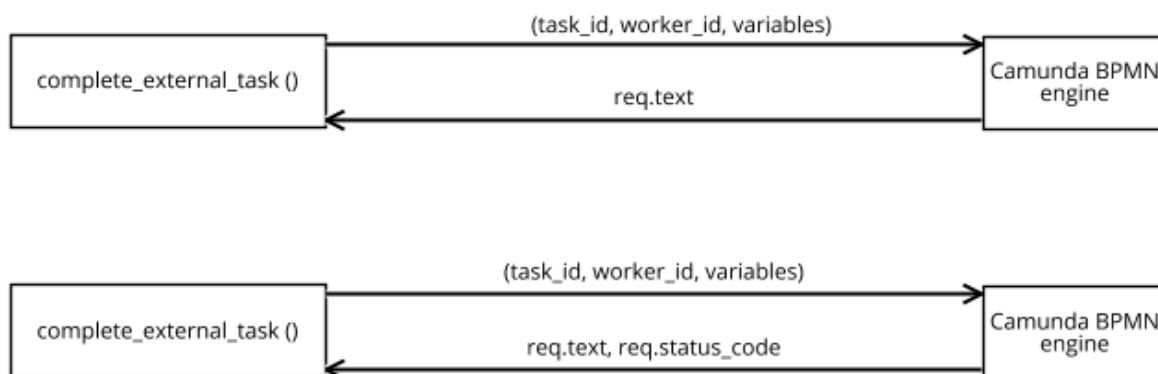 (task_id, worker_id, variables)
complete_external_task ()
Camunda BPMN
engine
req.text
(task_id, worker_id, variables)
complete_external_task ()
Camunda BPMN
engine
req.text, req.status_code